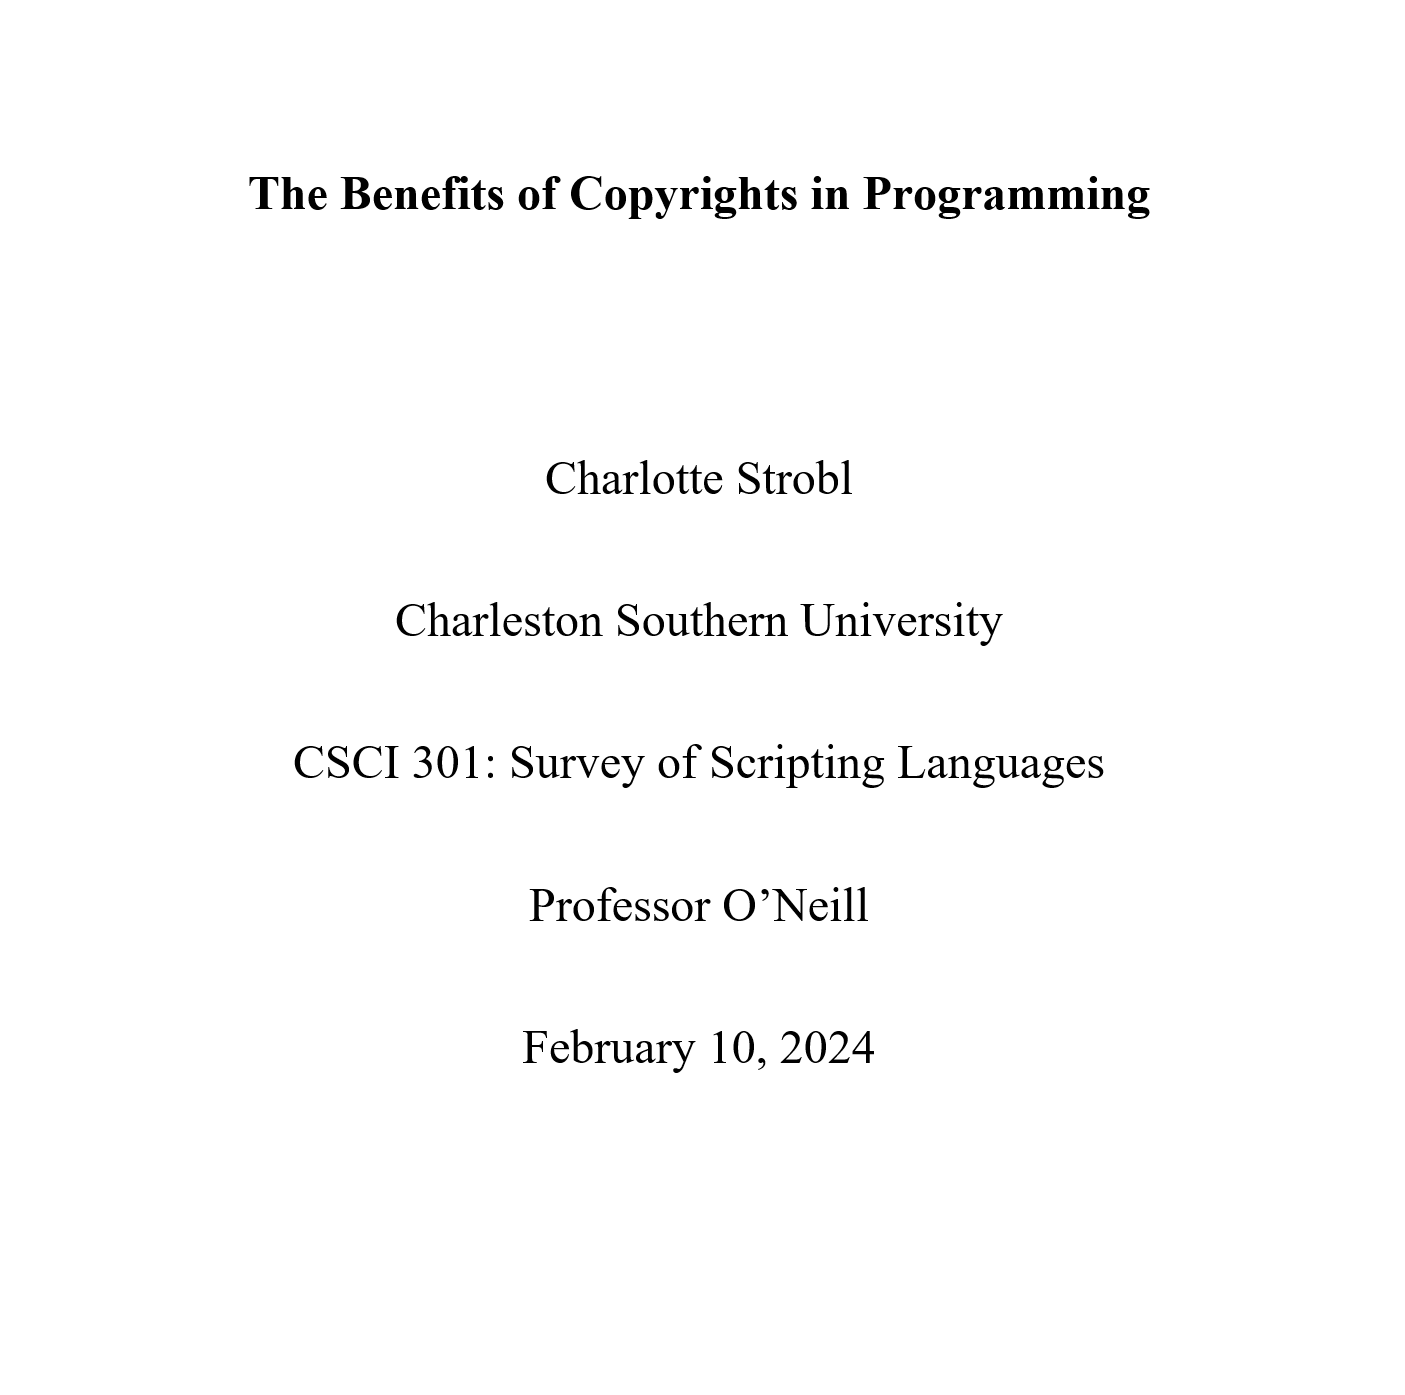 The Benefits of Copyrights in Programming
Charlotte Strobl
Charleston Southern University
CSCI 301: Survey of Scripting Languages
Professor O’Neill
February 10, 2024